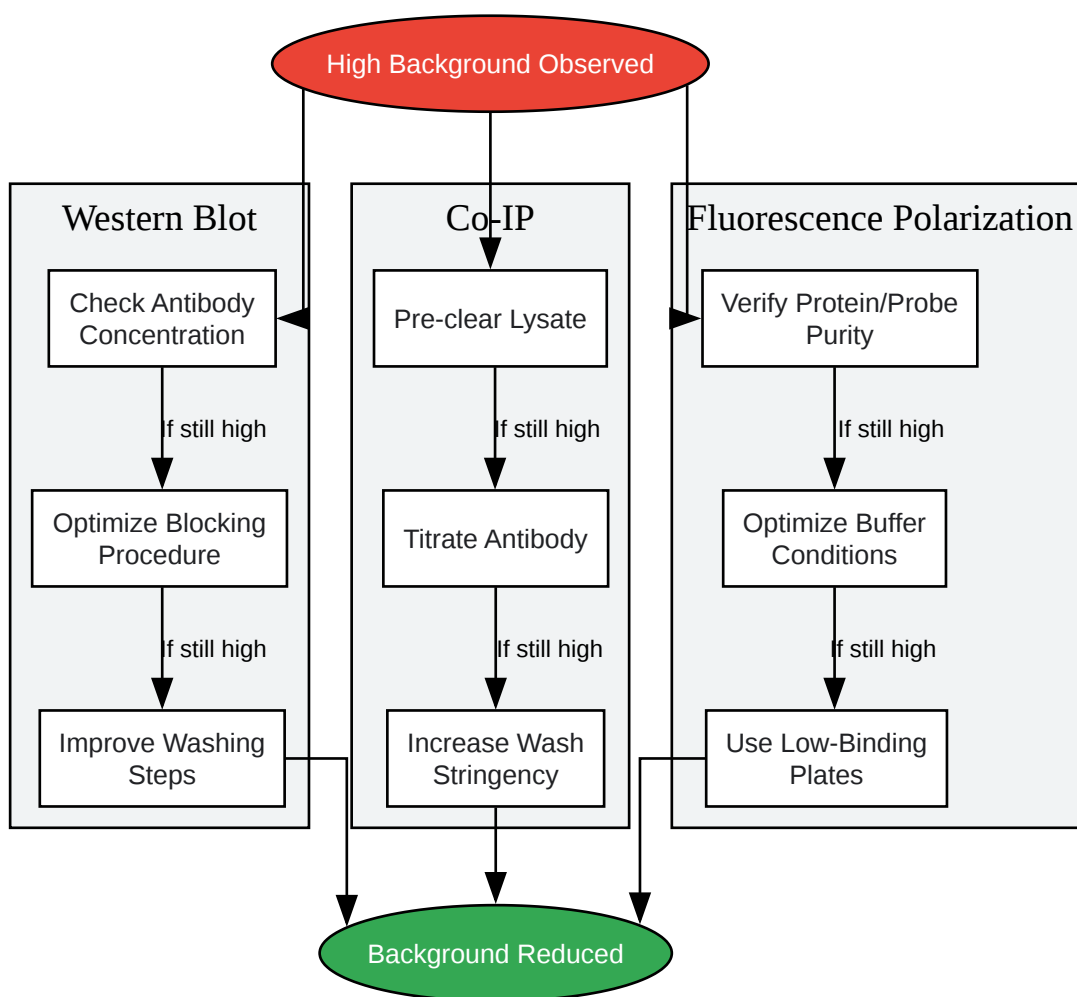 High Background Observed
Western Blot
Check Antibody
Concentration
If still high
Optimize Blocking
Procedure
If still high
Improve Washing
Steps
Co-IP
Pre-clear Lysate
If still high
Titrate Antibody
If still high
Increase Wash
Stringency
Fluorescence Polarization
Verify Protein/Probe
Purity
If still high
Optimize Buffer
Conditions
If still high
Use Low-Binding
Plates
Background Reduced